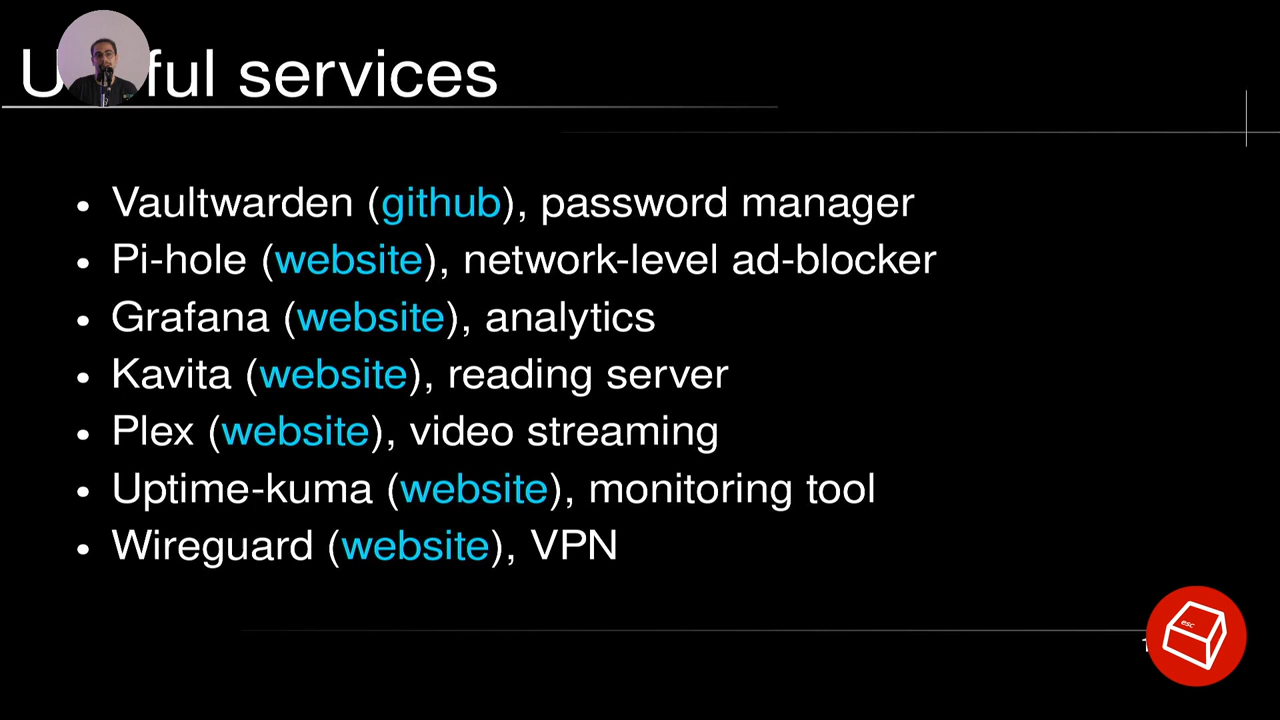 ful services
• Vaultwarden (github), password manager
• Pi-hole (website), network-level ad-blocker
• Grafana (website), analytics
• Kavita (website), reading server
• Plex (website), video streaming
• Uptime-kuma (website), monitoring tool
• Wireguard (website), VPN
esc